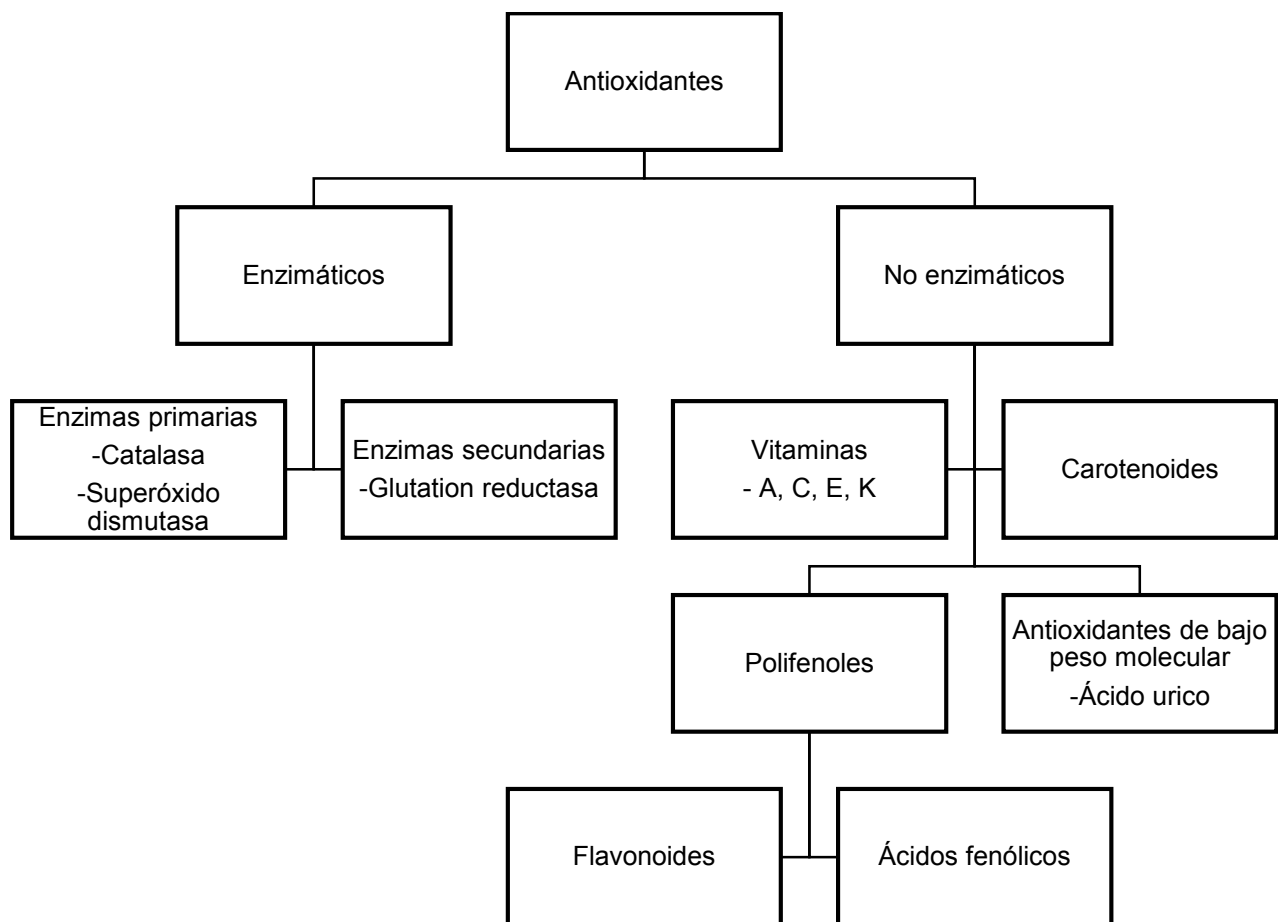 Antioxidantes
Enzimáticos
No enzimáticos
Enzimas primarias
-Catalasa
-Superóxido
dismutasa
Enzimas secundarias
-Glutation reductasa
Vitaminas
- A, C, E, K
Carotenoides
Polifenoles
Antioxidantes de bajo
peso molecular
-Ácido urico
Flavonoides
Ácidos fenólicos